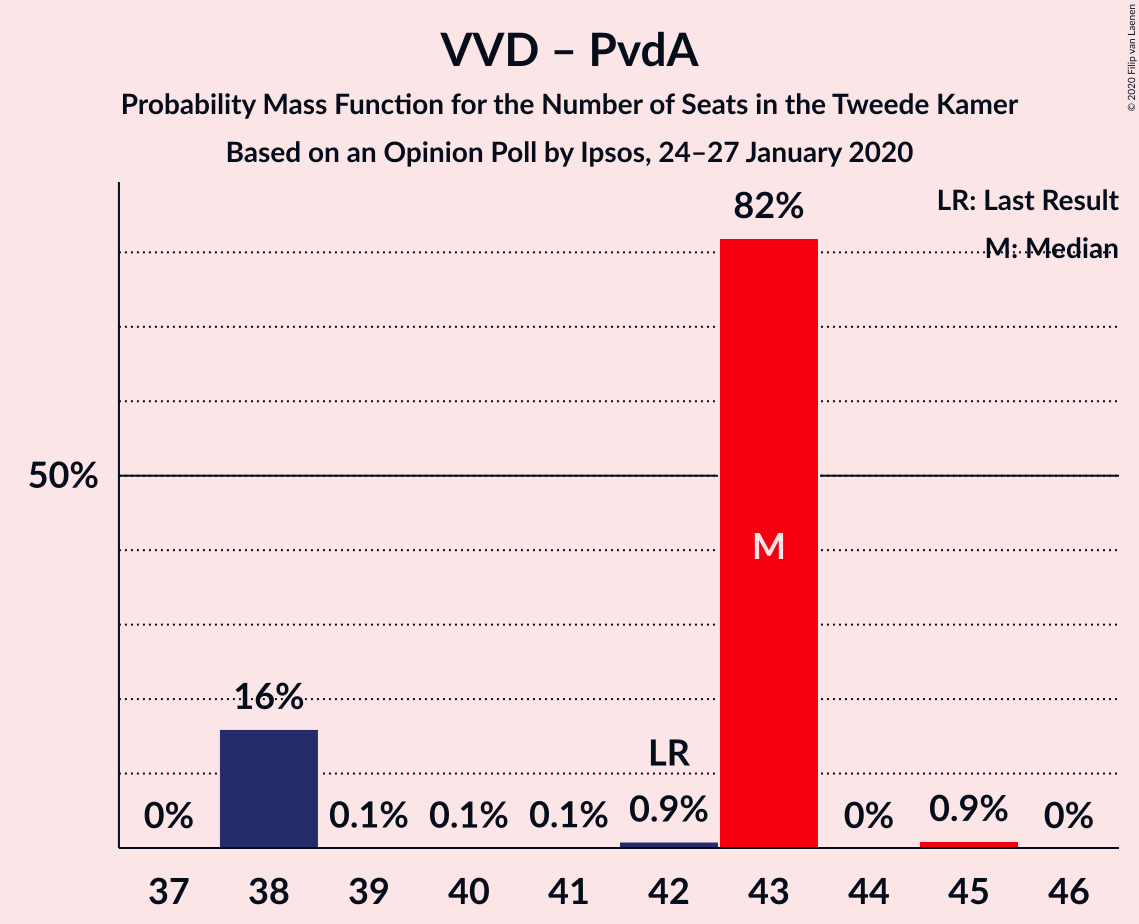 VVD – PvdA
Probability Mass Function for the Number of Seats in the Tweede Kamer
Based on an Opinion Poll by Ipsos, 24–27 January 2020
© 2020 Filip van Laenen
LR: Last Result
M: Median
82%
50%
M
16%
LR
0% 0.1% 0.1% 0.1% 0.9% 0% 0.9% 0%
37 38 39 40 41 42 43 44 45 46